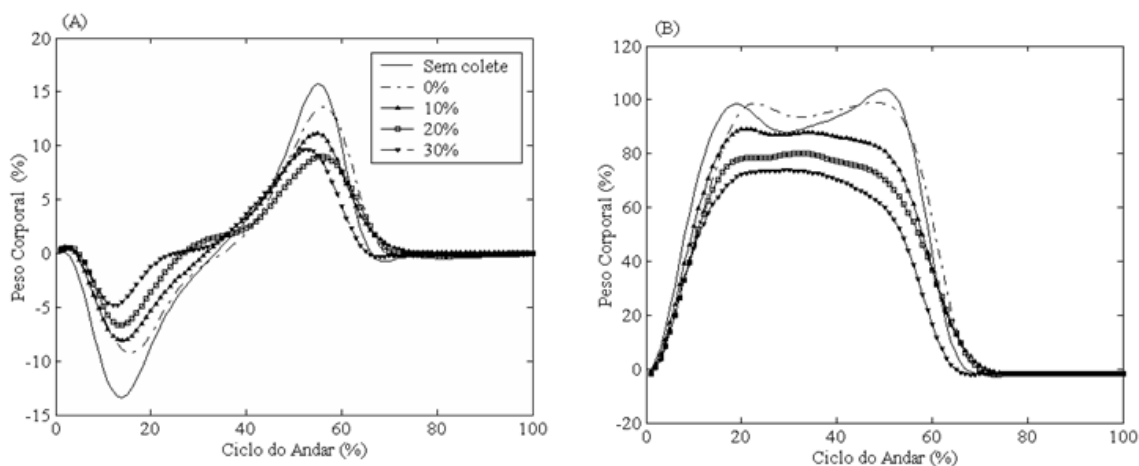 (A)
20
15
10
5
0
-5
-10
-15
Peso Corporal (%)
Sem colete
0%
10%
20%
30%
0 20 40 60 80 100
Ciclo do Andar (%)
(B)
120
100
80
60
40
20
0
-20
Peso Corporal (%)
0 20 40 60 80 100
Ciclo do Andar (%)